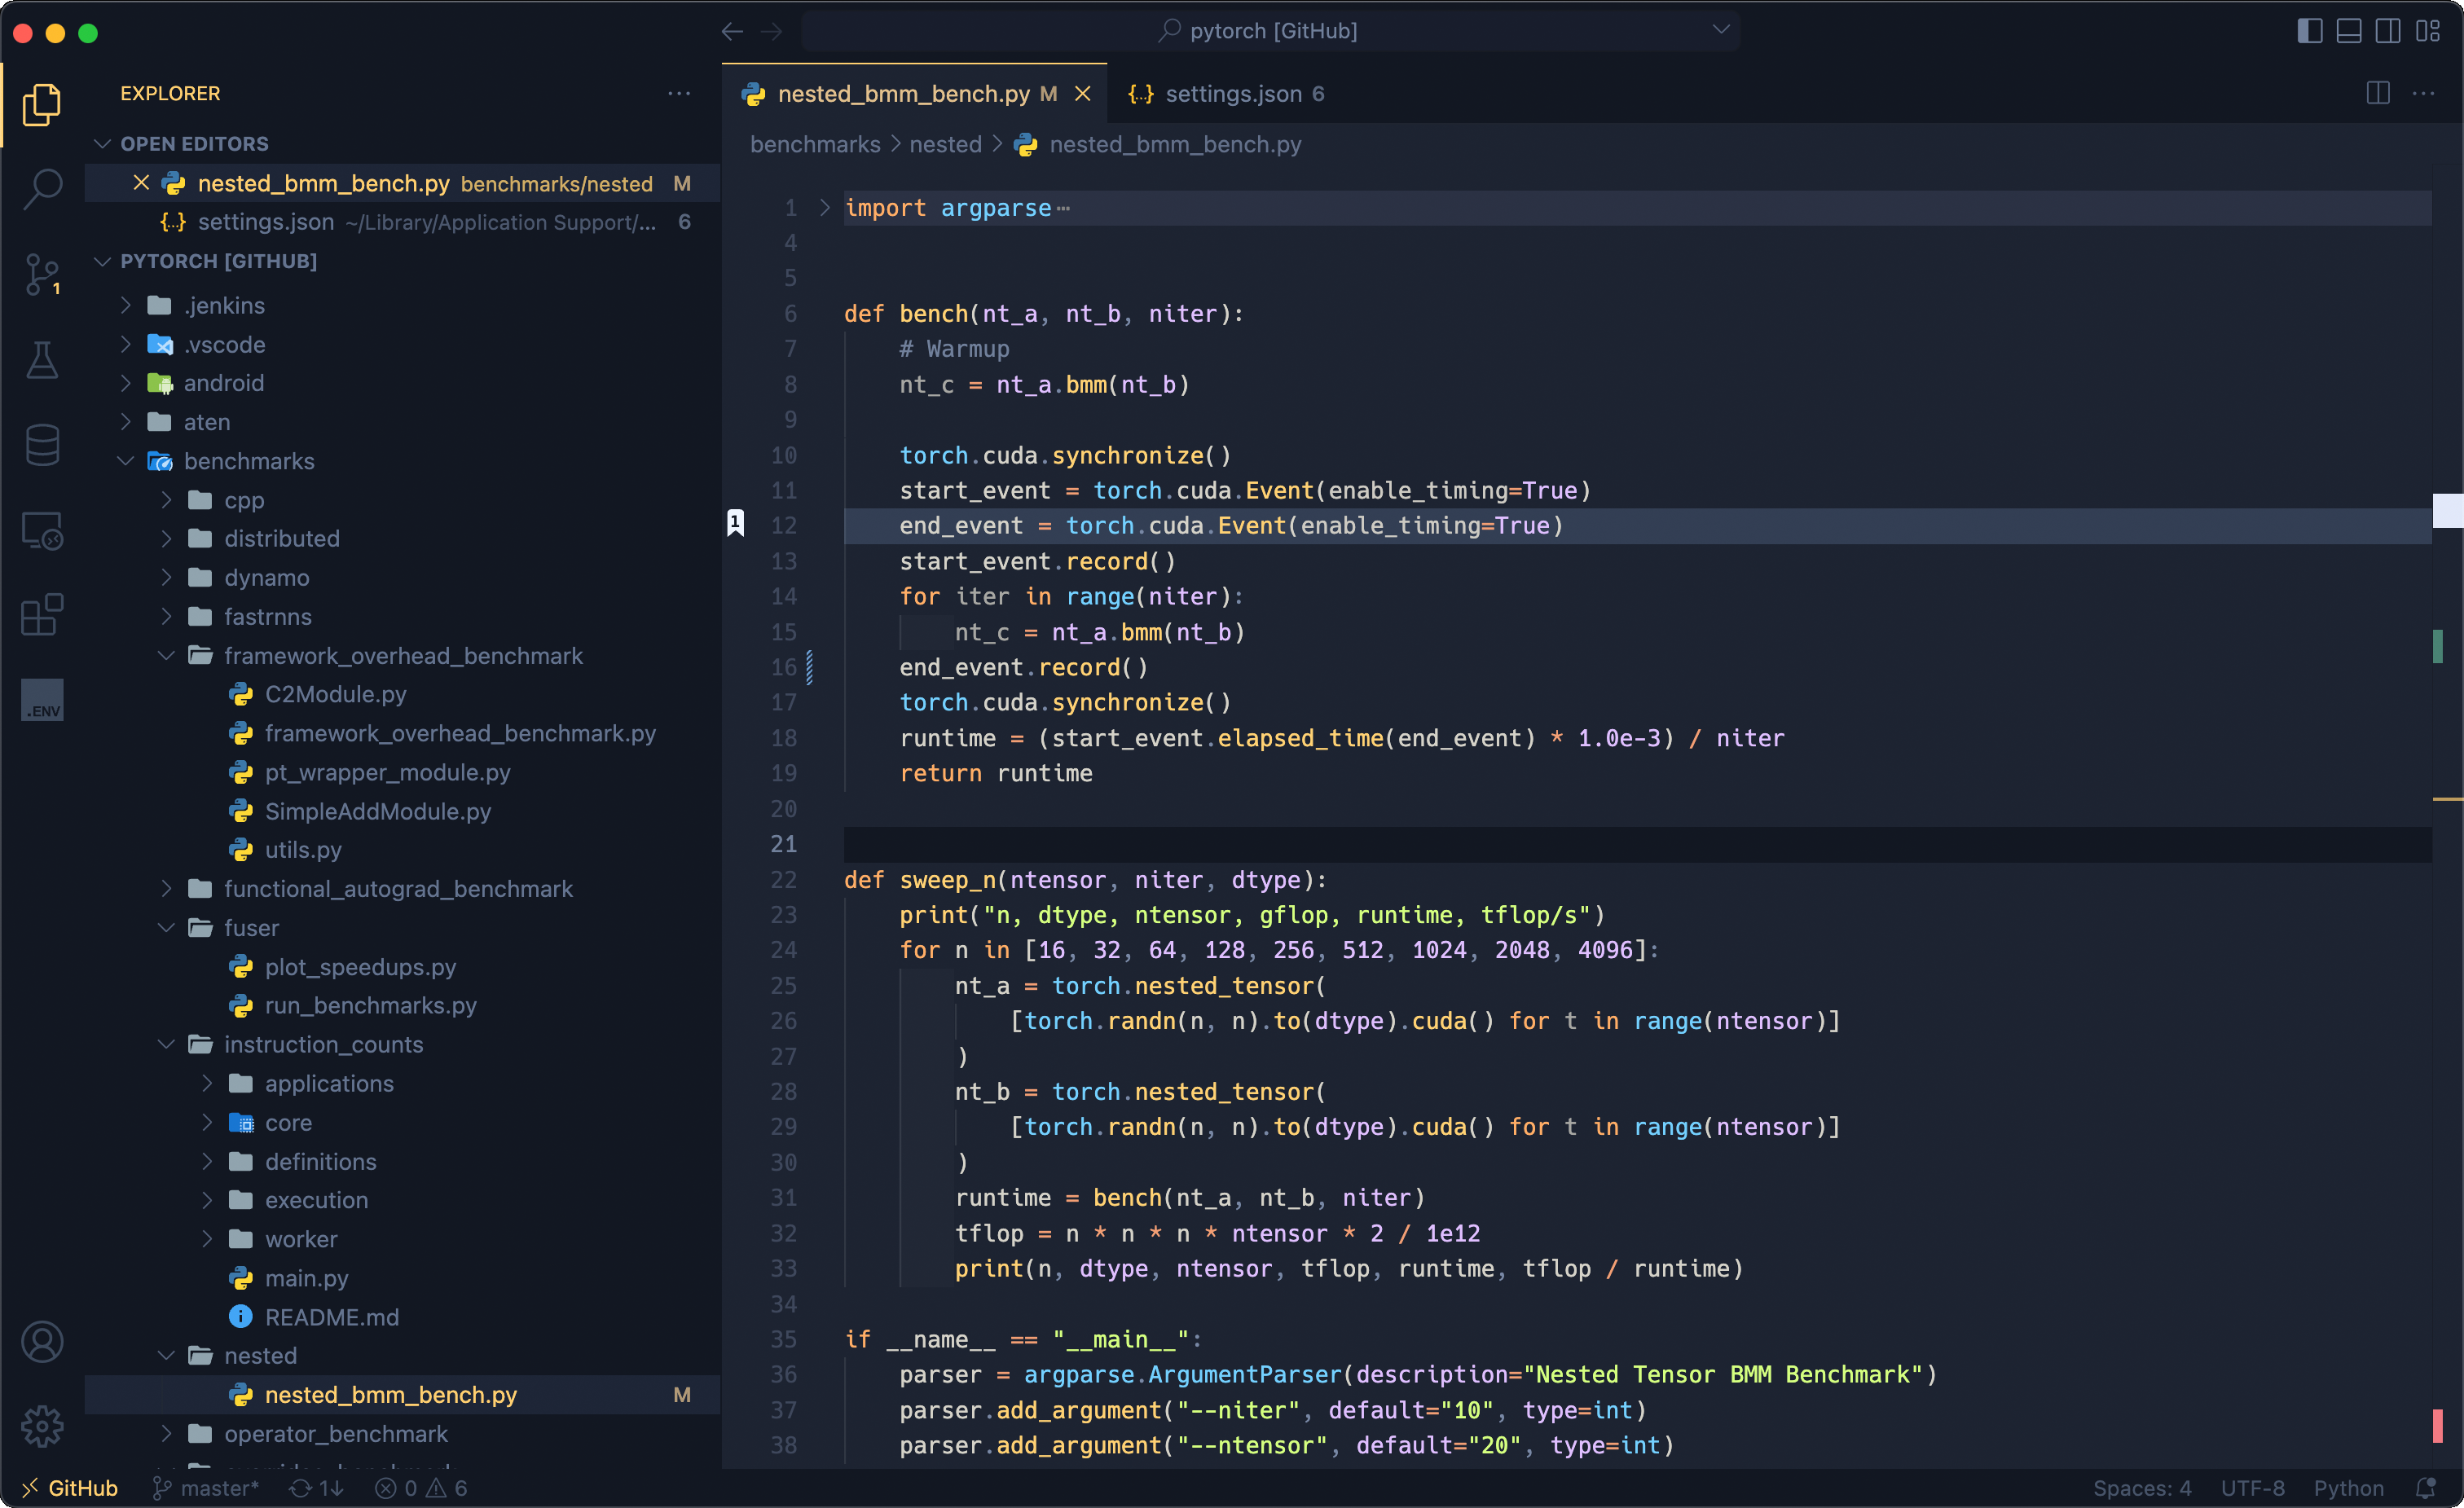 pytorch [GitHub]
EXPLORER
OPEN EDITORS
nested_bmm_bench.py benchmarks/nested M
{..} settings.json ~/Library/Application Support/... 6
PYTORCH [GITHUB]
.jenkins
.vscode
android
aten
benchmarks
cpp
distributed
dynamo
fastrnns
framework_overhead_benchmark
C2Module.py
framework_overhead_benchmark.py
pt_wrapper_module.py
SimpleAddModule.py
utils.py
functional_autograd_benchmark
fuser
plot_speedups.py
run_benchmarks.py
instruction_counts
applications
core
definitions
execution
worker
main.py
README.md
nested
nested_bmm_bench.py M
operator_benchmark
1
.ENV
nested_bmm_bench.py M
{..} settings.json 6
benchmarks > nested > nested_bmm_bench.py
1 import argparse
4
5
6 def bench(nt_a, nt_b, niter):
7 # Warmup
8 nt_c = nt_a.bmm(nt_b)
9
10 torch.cuda.synchronize()
11 start_event = torch.cuda.Event(enable_timing=True)
1 12 end_event = torch.cuda.Event(enable_timing=True)
13 start_event.record()
14 for iter in range(niter):
15 nt_c = nt_a.bmm(nt_b)
16 end_event.record()
17 torch.cuda.synchronize()
18 runtime = (start_event.elapsed_time(end_event) * 1.0e-3) / niter
19 return runtime
20
21
22 def sweep_n(ntensor, niter, dtype):
23 print("n, dtype, ntensor, gflop, runtime, tflop/s")
24 for n in [16, 32, 64, 128, 256, 512, 1024, 2048, 4096]:
25 nt_a = torch.nested_tensor(
26 [torch.randn(n, n).to(dtype).cuda() for t in range(ntensor)]
27 )
28 nt_b = torch.nested_tensor(
29 [torch.randn(n, n).to(dtype).cuda() for t in range(ntensor)]
30 )
31 runtime = bench(nt_a, nt_b, niter)
32 tflop = n * n * n * ntensor * 2 / 1e12
33 print(n, dtype, ntensor, tflop, runtime, tflop / runtime)
34
35 if __name__ == "__main__":
36 parser = argparse.ArgumentParser(description="Nested Tensor BMM Benchmark")
37 parser.add_argument("--niter", default="10", type=int)
38 parser.add_argument("--ntensor", default="20", type=int)
GitHub master* 1↓ 0 6
Spaces: 4 UTF-8 Python